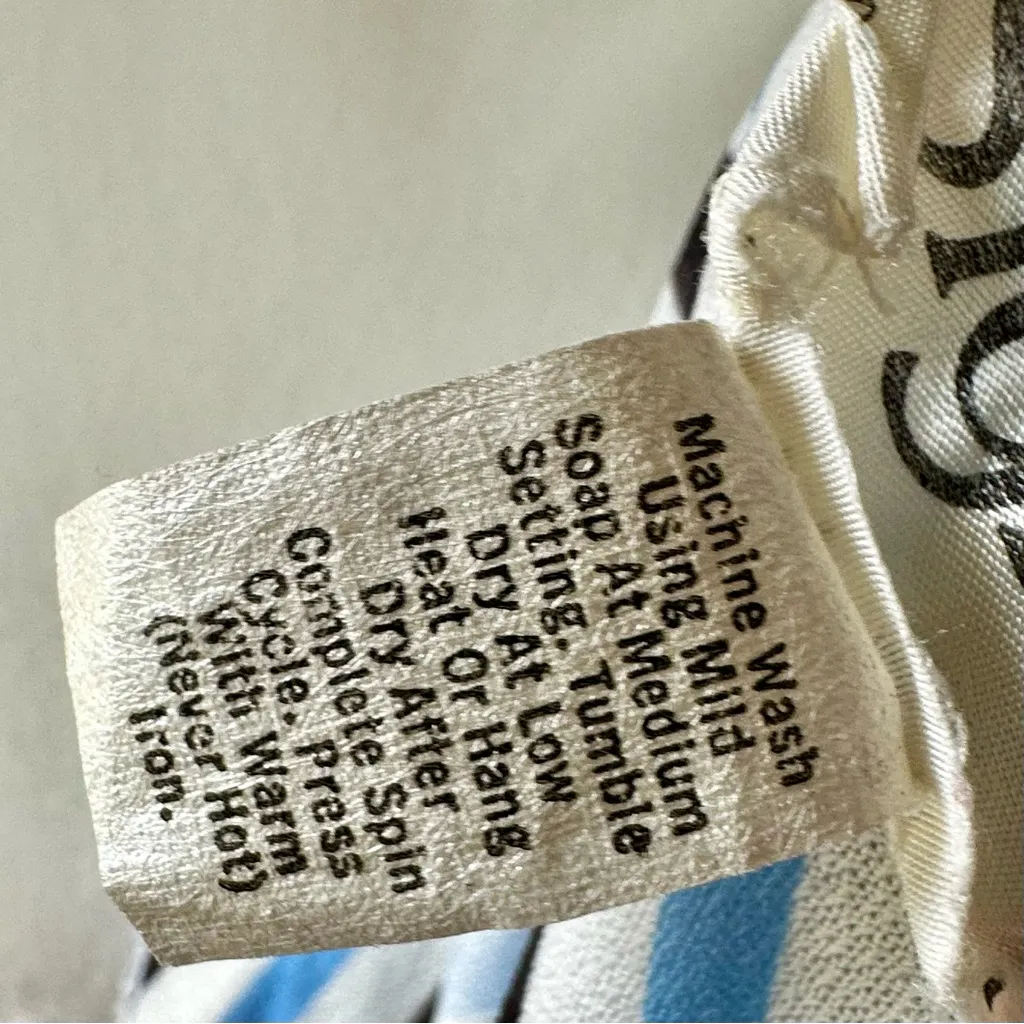 Machine Wash
Using Mild
Soap At Medium
Setting. Tumble
Dry At Low
Heat Or Hang
Dry After
Complete Spin
Cycle. Press
With Warm
(Never Hot)
Iron.